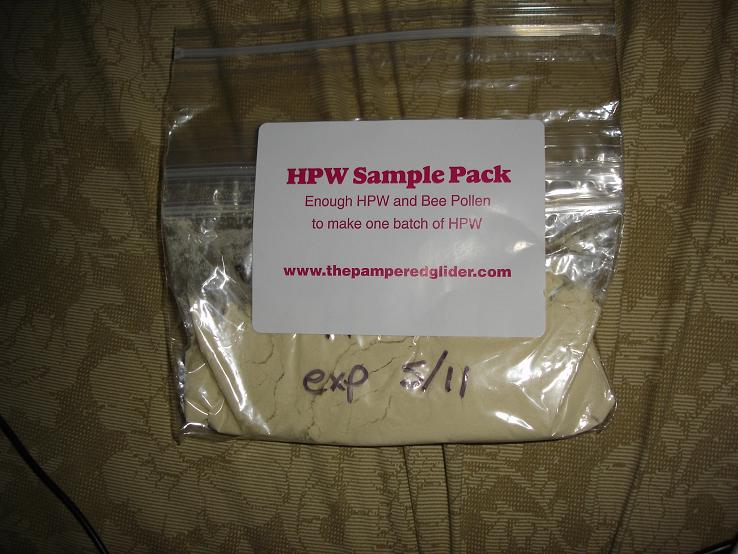 HPW Sample Pack
Enough HPW and Bee Pollen
to make one batch of HPW
www.thepamperedglider.com
exp 5/11